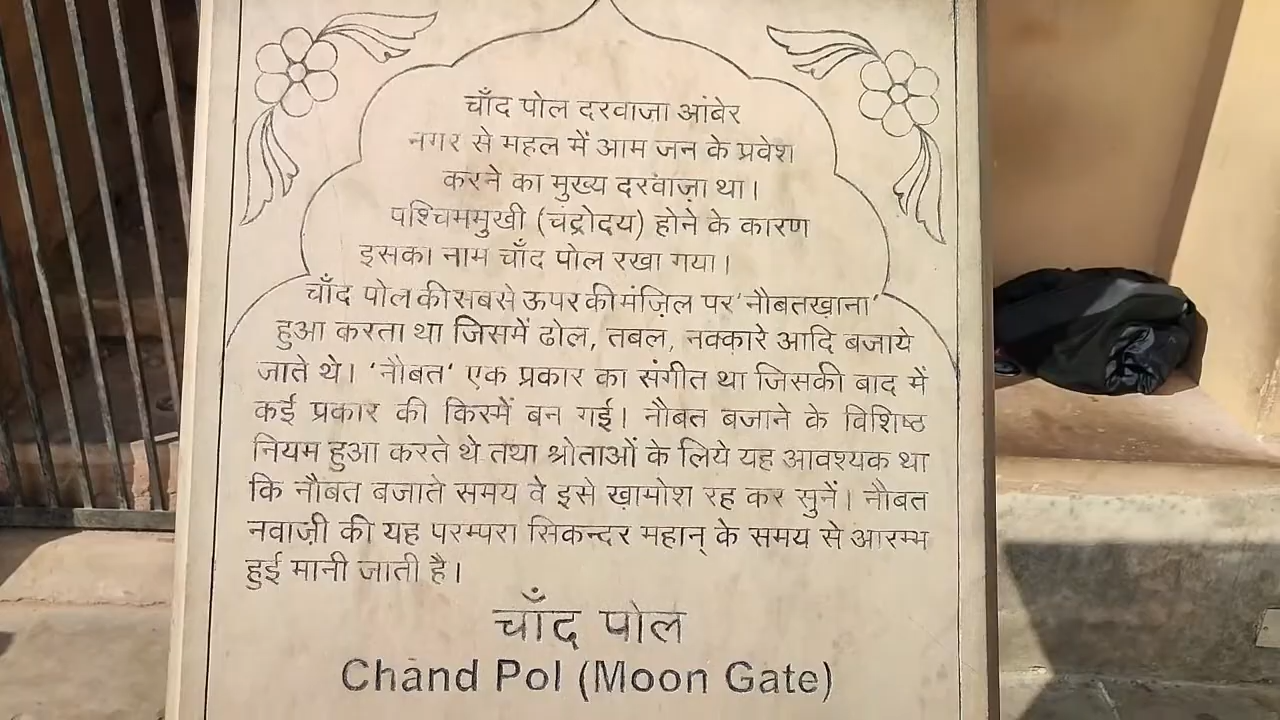 चाँद पोल दरवाजा आंबेर
नगर से महल में आम जन के प्रवेश
करने का मुख्य दरवाज़ा था।
पश्चिममुखी (चंद्रोदय) होने के कारण
इसका नाम चाँद पोल रखा गया।
चाँद पोल की सबसे ऊपर की मंज़िल पर 'नौबतखाना'
हुआ करता था जिसमें ढोल, तबल, नक्कारे आदि बजाये
जाते थे। 'नौबत' एक प्रकार का संगीत था जिसकी बाद में
कई प्रकार की किस्में बन गई। नौबत बजाने के विशिष्ठ
नियम हुआ करते थे तथा श्रोताओं के लिये यह आवश्यक था
कि नौबत बजाते समय वे इसे ख़ामोश रह कर सुनें। नौबत
नवाज़ी की यह परम्परा सिकन्दर महान् के समय से आरम्भ
हुई मानी जाती है।
चाँद पोल
Chand Pol (Moon Gate)